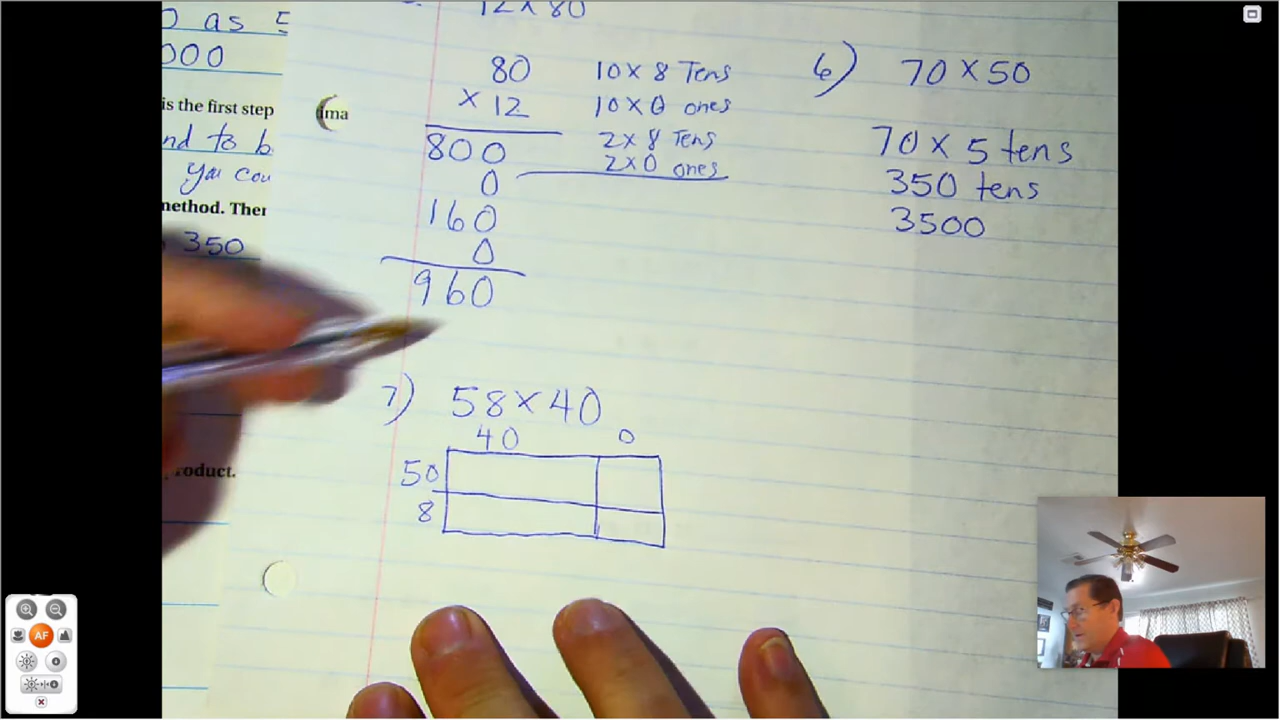 0 as 5
000
is the first step
nd to b
you cou
method. Ther
350
roduct.
ima
12 x 80
80
x 12
800
0
160
0
960
10 x 8 Tens
10 x 0 ones
2 x 8 Tens
2 x 0 ones
6) 70 x 50
70 x 5 tens
350 tens
3500
7) 58 x 40
40 0
50
8
AF